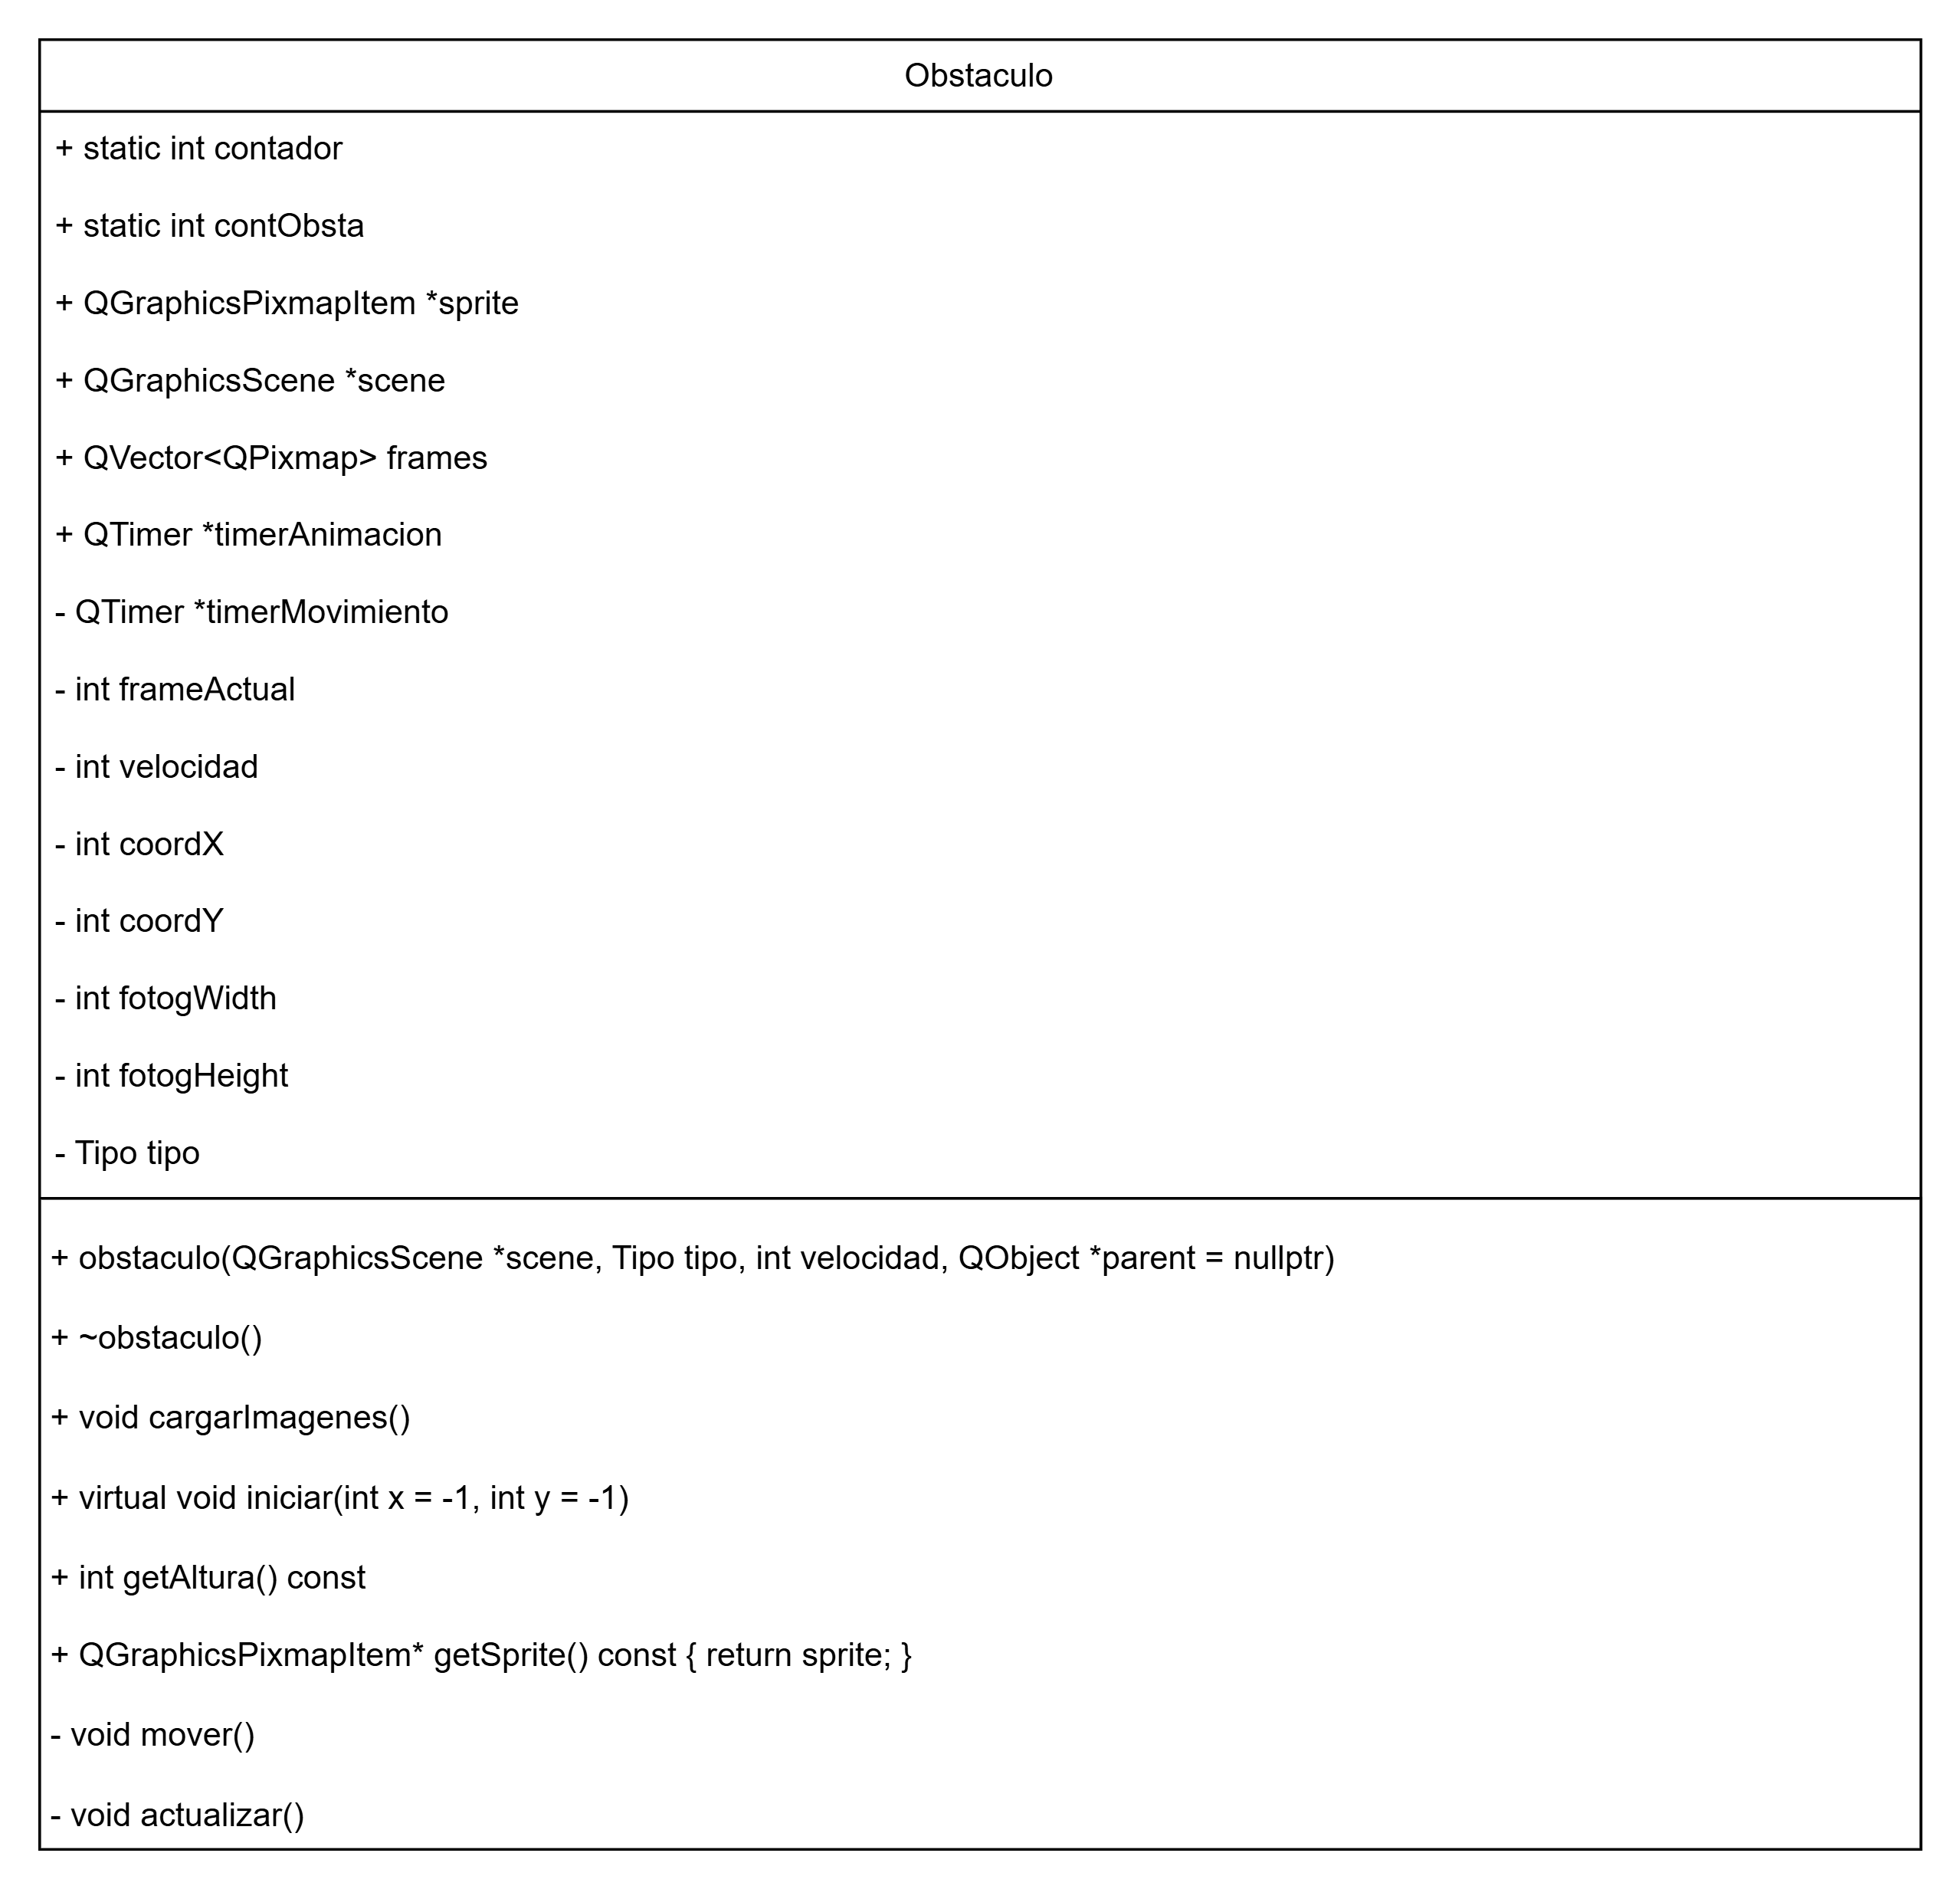 Obstaculo
+ static int contador
+ static int contObsta
+ QGraphicsPixmapItem *sprite
+ QGraphicsScene *scene
+ QVector<QPixmap> frames
+ QTimer *timerAnimacion
- QTimer *timerMovimiento
- int frameActual
- int velocidad
- int coordX
- int coordY
- int fotogWidth
- int fotogHeight
- Tipo tipo
+ obstaculo(QGraphicsScene *scene, Tipo tipo, int velocidad, QObject *parent = nullptr)
+ ~obstaculo()
+ void cargarImagenes()
+ virtual void iniciar(int x = -1, int y = -1)
+ int getAltura() const
+ QGraphicsPixmapItem* getSprite() const { return sprite; }
- void mover()
- void actualizar()